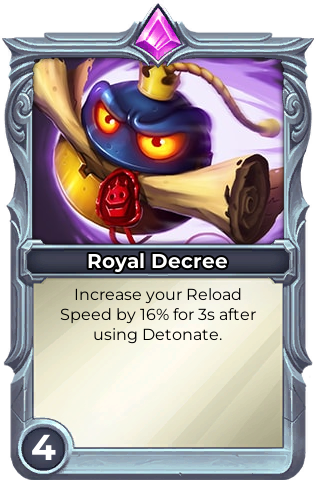 Royal Decree
Increase your Reload
Speed by 16% for 3s after
using Detonate.
4